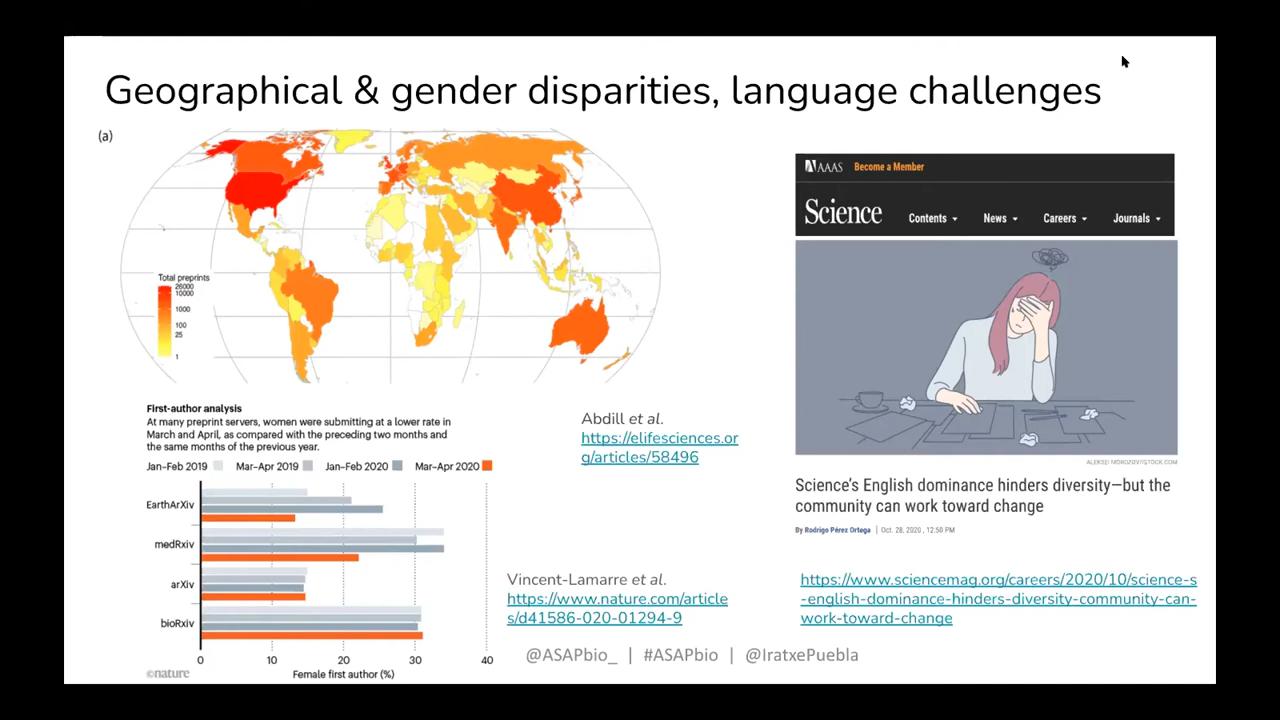 Geographical & gender disparities, language challenges
(a)
Total preprints
26000
10000
1000
100
25
1
First-author analysis
At many preprint servers, women were submitting at a lower rate in
March and April, as compared with the preceding two months and
the same months of the previous year.
Jan–Feb 2019 Mar–Apr 2019 Jan–Feb 2020 Mar–Apr 2020
EarthArXiv
medRxiv
arXiv
bioRxiv
0 10 20 30 40
©nature
Female first author (%)
Abdill et al.
https://elifesciences.or
g/articles/58496
Vincent-Lamarre et al.
https://www.nature.com/article
s/d41586-020-01294-9
AAAS Become a Member
Science Contents News Careers Journals
ALEKSEI MOROZOV/ISTOCK.COM
Science's English dominance hinders diversity—but the
community can work toward change
By Rodrigo Pérez Ortega | Oct. 28, 2020 , 12:50 PM
https://www.sciencemag.org/careers/2020/10/science-s
-english-dominance-hinders-diversity-community-can-
work-toward-change
@ASAPbio_ | #ASAPbio | @IratxePuebla